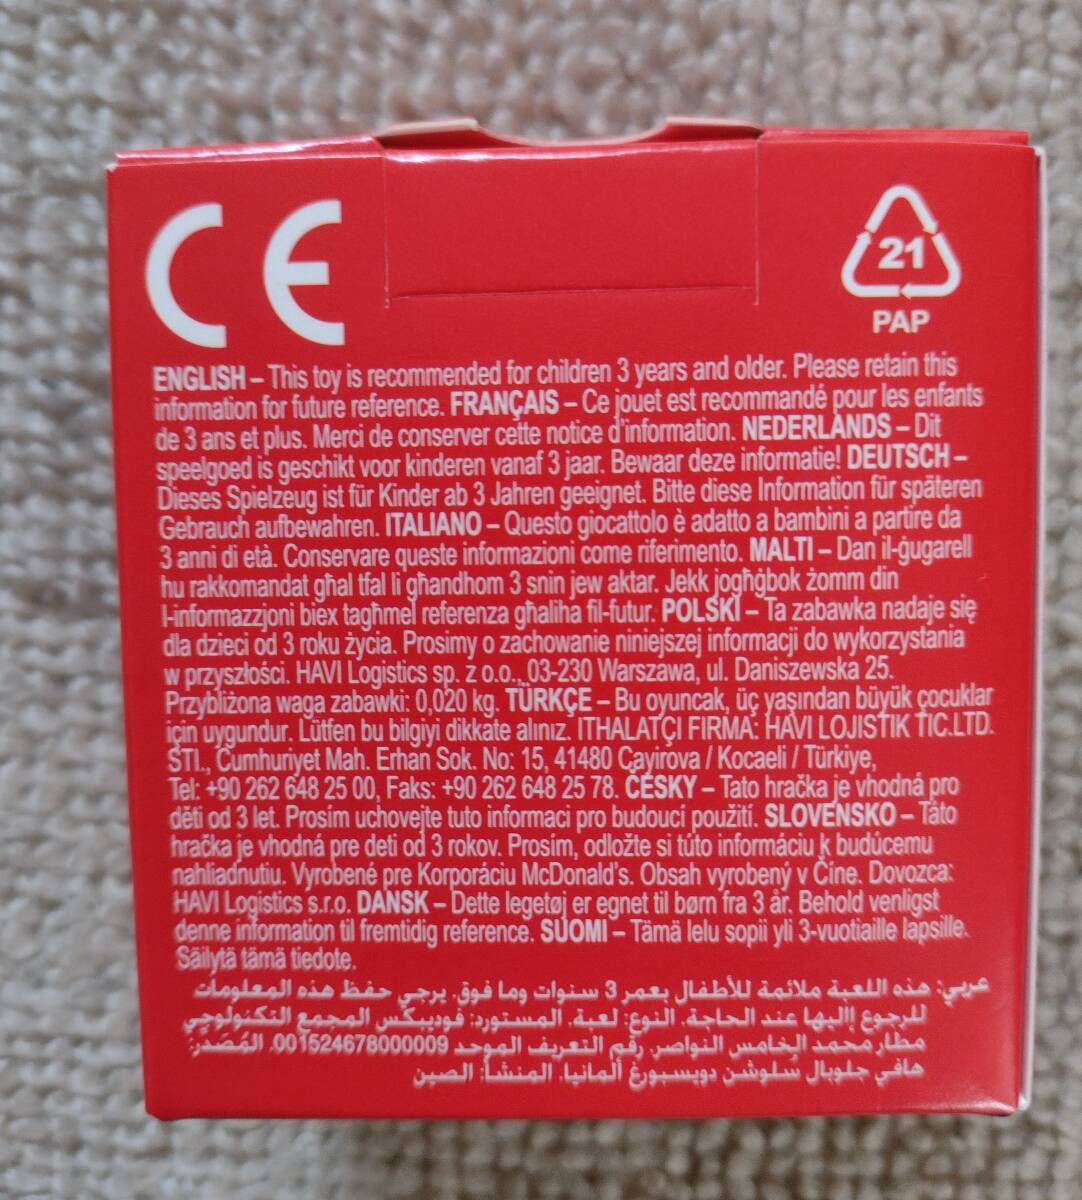 CE
21
PAP
ENGLISH – This toy is recommended for children 3 years and older. Please retain this
information for future reference. FRANÇAIS – Ce jouet est recommandé pour les enfants
de 3 ans et plus. Merci de conserver cette notice d'information. NEDERLANDS – Dit
speelgoed is geschikt voor kinderen vanaf 3 jaar. Bewaar deze informatie! DEUTSCH –
Dieses Spielzeug ist für Kinder ab 3 Jahren geeignet. Bitte diese Information für späteren
Gebrauch aufbewahren. ITALIANO – Questo giocattolo è adatto a bambini a partire da
3 anni di età. Conservare queste informazioni come riferimento. MALTI – Dan il-ġugarell
hu rakkomandat għal tfal li għandhom 3 snin jew aktar. Jekk jogħġbok żomm din
l-informazzjoni biex tagħmel referenza għaliha fil-futur. POLSKI – Ta zabawka nadaje się
dla dzieci od 3 roku życia. Prosimy o zachowanie niniejszej informacji do wykorzystania
w przyszłości. HAVI Logistics sp. z o.o., 03-230 Warszawa, ul. Daniszewska 25.
Przybliżona waga zabawki: 0,020 kg. TÜRKÇE – Bu oyuncak, üç yaşından büyük çocuklar
için uygundur. Lütfen bu bilgiyi dikkate alınız. ITHALATÇI FIRMA: HAVI LOJISTIK TIC.LTD.
ŞTI., Cumhuriyet Mah. Erhan Sok. No: 15, 41480 Çayirova / Kocaeli / Türkiye,
Tel: +90 262 648 25 00, Faks: +90 262 648 25 78. ČESKY – Tato hračka je vhodná pro
děti od 3 let. Prosím uchovejte tuto informaci pro budoucí použití. SLOVENSKO – Táto
hračka je vhodná pre deti od 3 rokov. Prosím, odložte si túto informáciu k budúcemu
nahliadnutiu. Vyrobené pre Korporáciu McDonald's. Obsah vyrobený v Číne. Dovozca:
HAVI Logistics s.r.o. DANSK – Dette legetøj er egnet til børn fra 3 år. Behold venligst
denne information til fremtidig reference. SUOMI – Tämä lelu sopii yli 3-vuotiaille lapsille.
Säilytä tämä tiedote.
عربي: هذه اللعبة ملائمة للأطفال بعمر 3 سنوات وما فوق. يرجى حفظ هذه المعلومات
للرجوع إليها عند الحاجة. النوع: لعبة. المستورد: فوديبكس المجمع التكنولوجي
مطار محمد الخامس النواصر. رقم التعريف الموحد 001524678000009. المُصَدر:
هافي جلوبال سُلوشن دويسبورغ ألمانيا. المنشأ: الصين